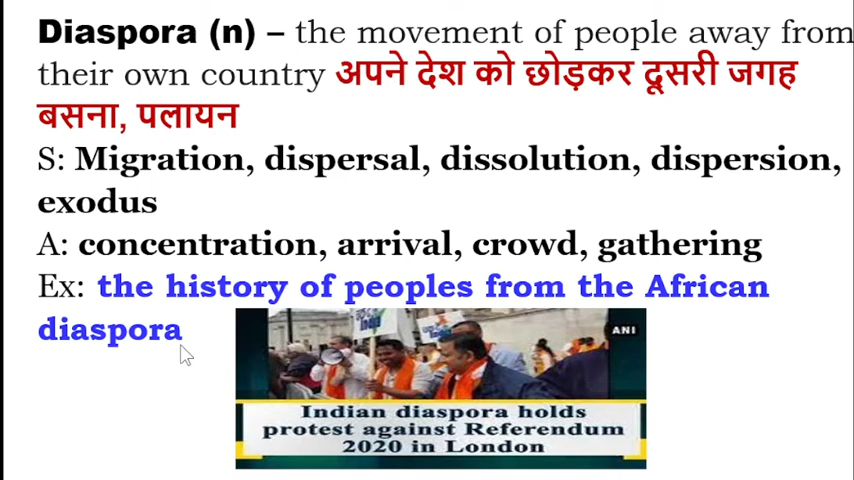 Diaspora (n) – the movement of people away from
their own country अपने देश को छोड़कर दूसरी जगह
बसना, पलायन
S: Migration, dispersal, dissolution, dispersion,
exodus
A: concentration, arrival, crowd, gathering
Ex: the history of peoples from the African
diaspora
ANI
Indian diaspora holds
protest against Referendum
2020 in London